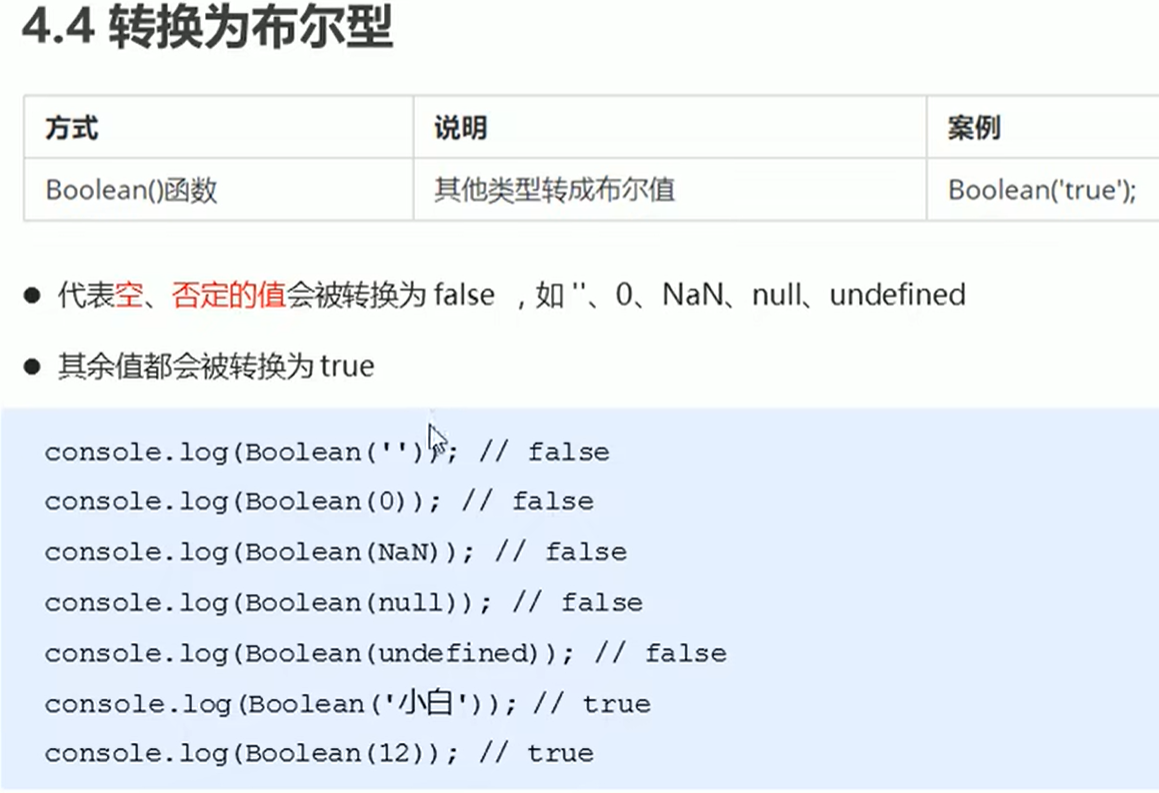 4.4 转换为布尔型
方式 说明 案例
Boolean()函数 其他类型转成布尔值 Boolean('true');
● 代表空、否定的值会被转换为 false ，如 ''、0、NaN、null、undefined
● 其余值都会被转换为 true
console.log(Boolean('')); // false
console.log(Boolean(0)); // false
console.log(Boolean(NaN)); // false
console.log(Boolean(null)); // false
console.log(Boolean(undefined)); // false
console.log(Boolean('小白')); // true
console.log(Boolean(12)); // true